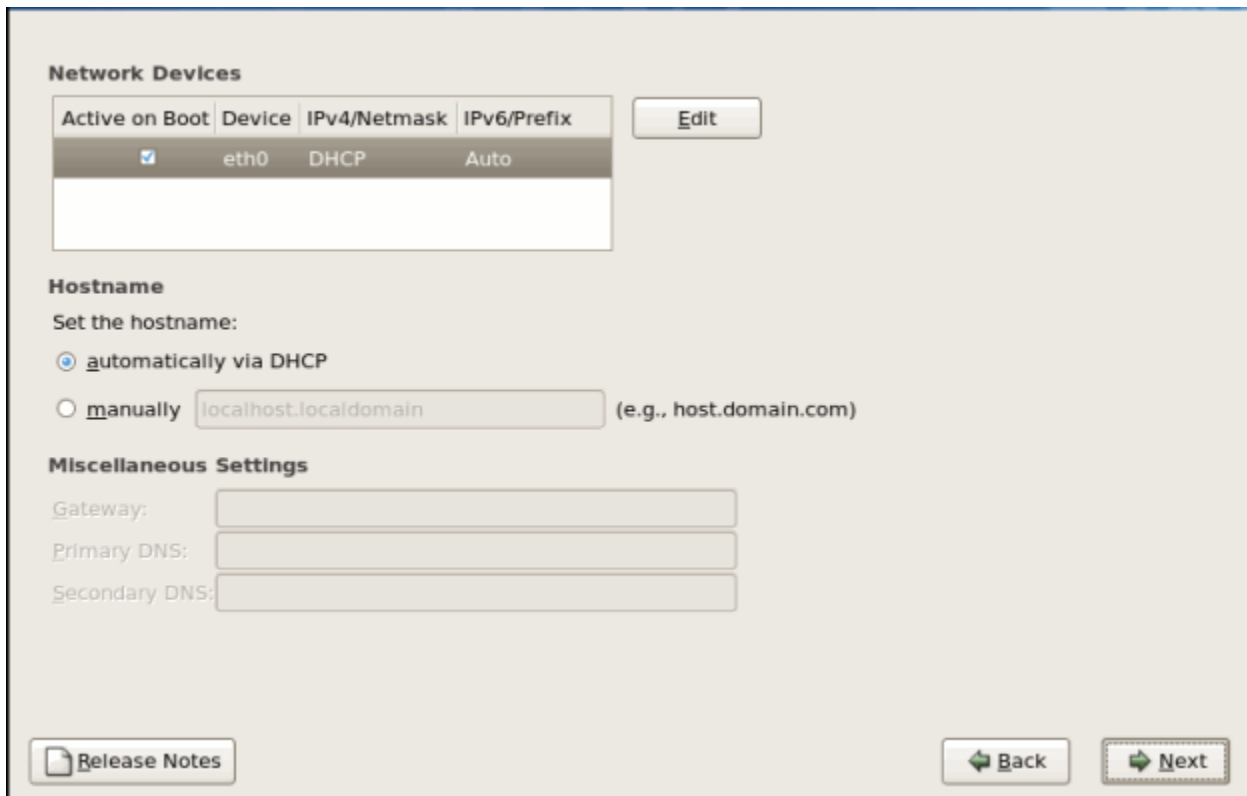 Network Devices
Active on Boot Device IPv4/Netmask IPv6/Prefix
Edit
eth0 DHCP Auto
Hostname
Set the hostname:
automatically via DHCP
manually localhost.localdomain (e.g., host.domain.com)
Miscellaneous Settings
Gateway:
Primary DNS:
Secondary DNS:
Release Notes
Back
Next